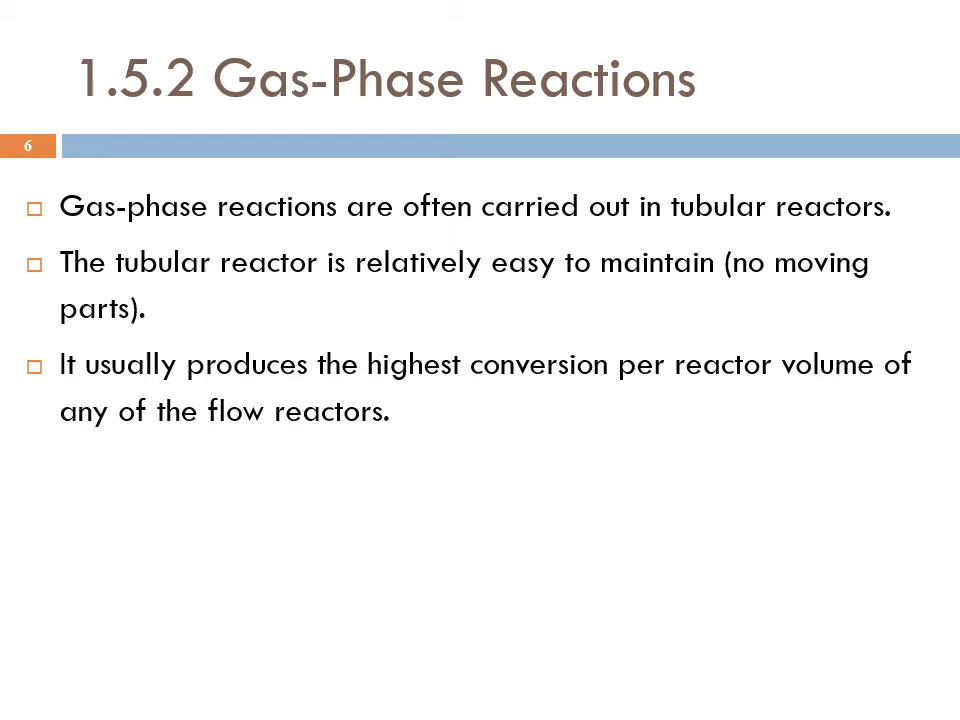 1.5.2 Gas-Phase Reactions
6
Gas-phase reactions are often carried out in tubular reactors.
The tubular reactor is relatively easy to maintain (no moving
parts).
It usually produces the highest conversion per reactor volume of
any of the flow reactors.